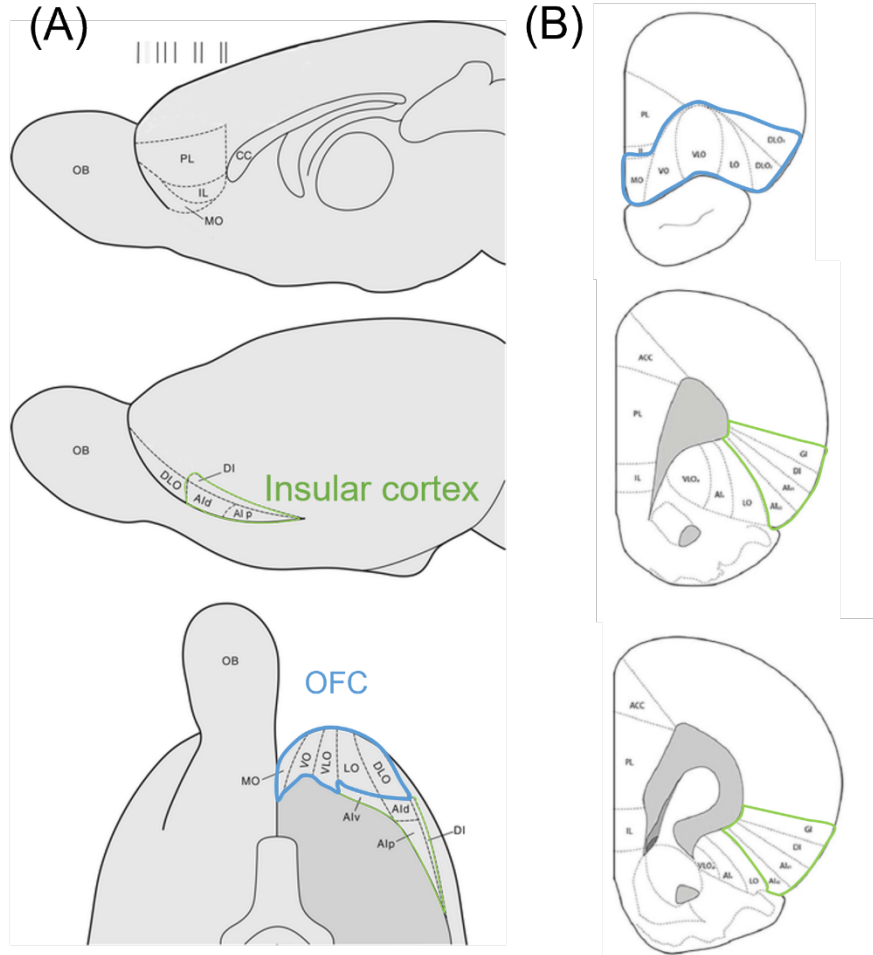 (A)
OB
PL
CC
IL
MO
OB
DI
DLO
AId
AI p
Insular cortex
OB
OFC
MO
VO
VLO
LO
DLO
AId
AIv
AIp
DI
(B)
PL
IL
MO
VO
VLO
LO
ACC
PL
IL
GI
DI
LO
ACC
PL
IL
GI
DI
LO